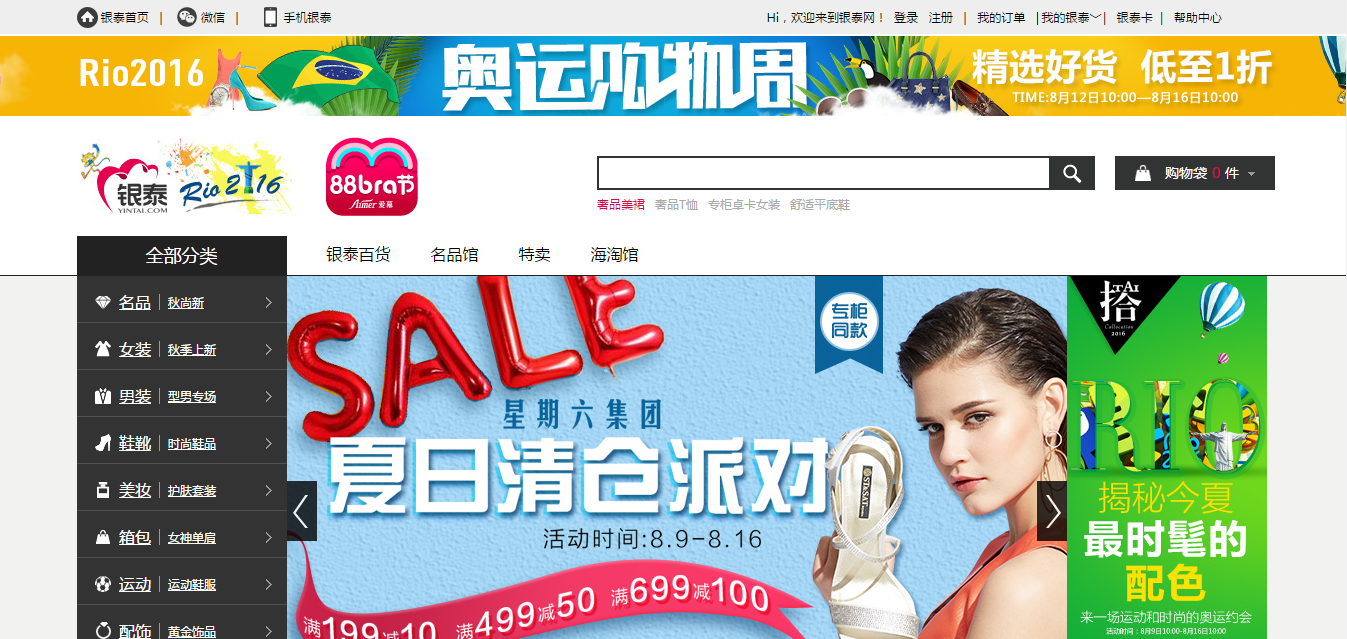 银泰首页 | 微信 | 手机银泰
Hi，欢迎来到银泰网！ 登录 注册 | 我的订单 |我的银泰 | 银泰卡 | 帮助中心
Rio2016
奥运购物周
精选好货 低至1折
TIME:8月12日10:00—8月16日10:00
银泰
YINTAI.COM
Rio 2016
88bra节
Aimer 爱慕
购物袋 0 件
奢品美裙 奢品T恤 专柜卓卡女装 舒适平底鞋
全部分类
银泰百货 名品馆 特卖 海淘馆
名品 | 秋尚新
女装 | 秋季上新
男装 | 型男专场
鞋靴 | 时尚鞋品
美妆 | 护肤套装
箱包 | 女神单肩
运动 | 运动鞋服
配饰 | 黄金饰品
SALE
专柜
同款
星期六集团
夏日清仓派对
活动时间:8.9-8.16
满199减10 满499减50 满699减100
ST&SAT
TAI
拾
Collocation
2016
RIO
揭秘今夏
最时髦的
配色
来一场运动和时尚的奥运约会
活动时间：8月9日10:00-8月16日10:00